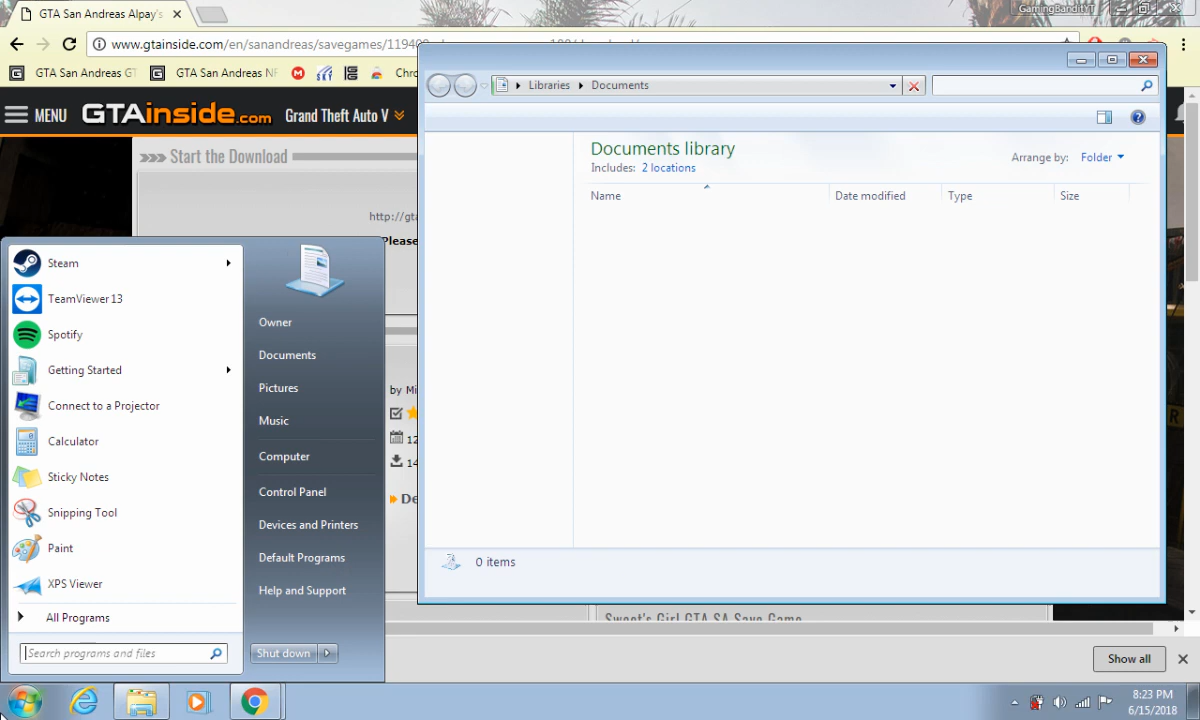 GTA San Andreas Alpay's
GamingBanditYT
www.gtainside.com/en/sanandreas/savegames/119408
GTA San Andreas GT
GTA San Andreas NF
Chro
MENU
GTAinside.com
Grand Theft Auto V
Start the Download
http://gta
Please
by Mi
12
14
De
Libraries
Documents
Documents library
Includes: 2 locations
Arrange by: Folder
Name
Date modified
Type
Size
0 items
Steam
TeamViewer 13
Spotify
Getting Started
Connect to a Projector
Calculator
Sticky Notes
Snipping Tool
Paint
XPS Viewer
All Programs
Search programs and files
Owner
Documents
Pictures
Music
Computer
Control Panel
Devices and Printers
Default Programs
Help and Support
Shut down
Sweet's Girl GTA SA Save Game
Show all
8:23 PM
6/15/2018